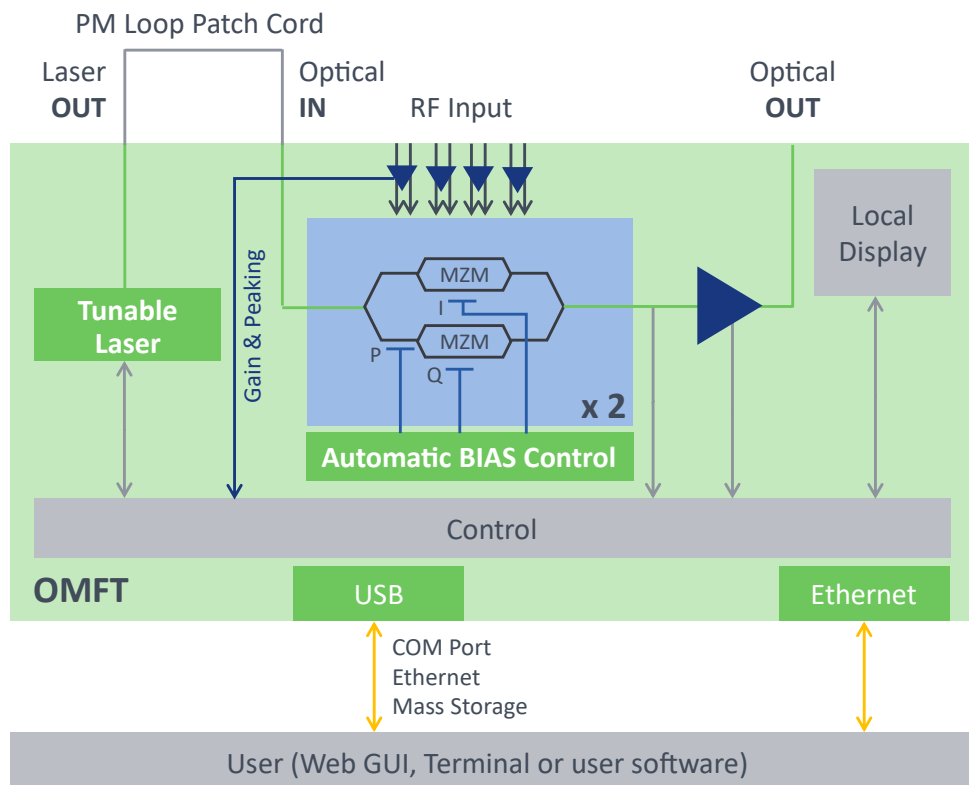 PM Loop Patch Cord
Laser
OUT
Optical
IN
RF Input
Optical
OUT
Local
Display
Tunable
Laser
Gain & Peaking
MZM
I
MZM
P
Q
x 2
Automatic BIAS Control
Control
OMFT
USB
Ethernet
COM Port
Ethernet
Mass Storage
User (Web GUI, Terminal or user software)